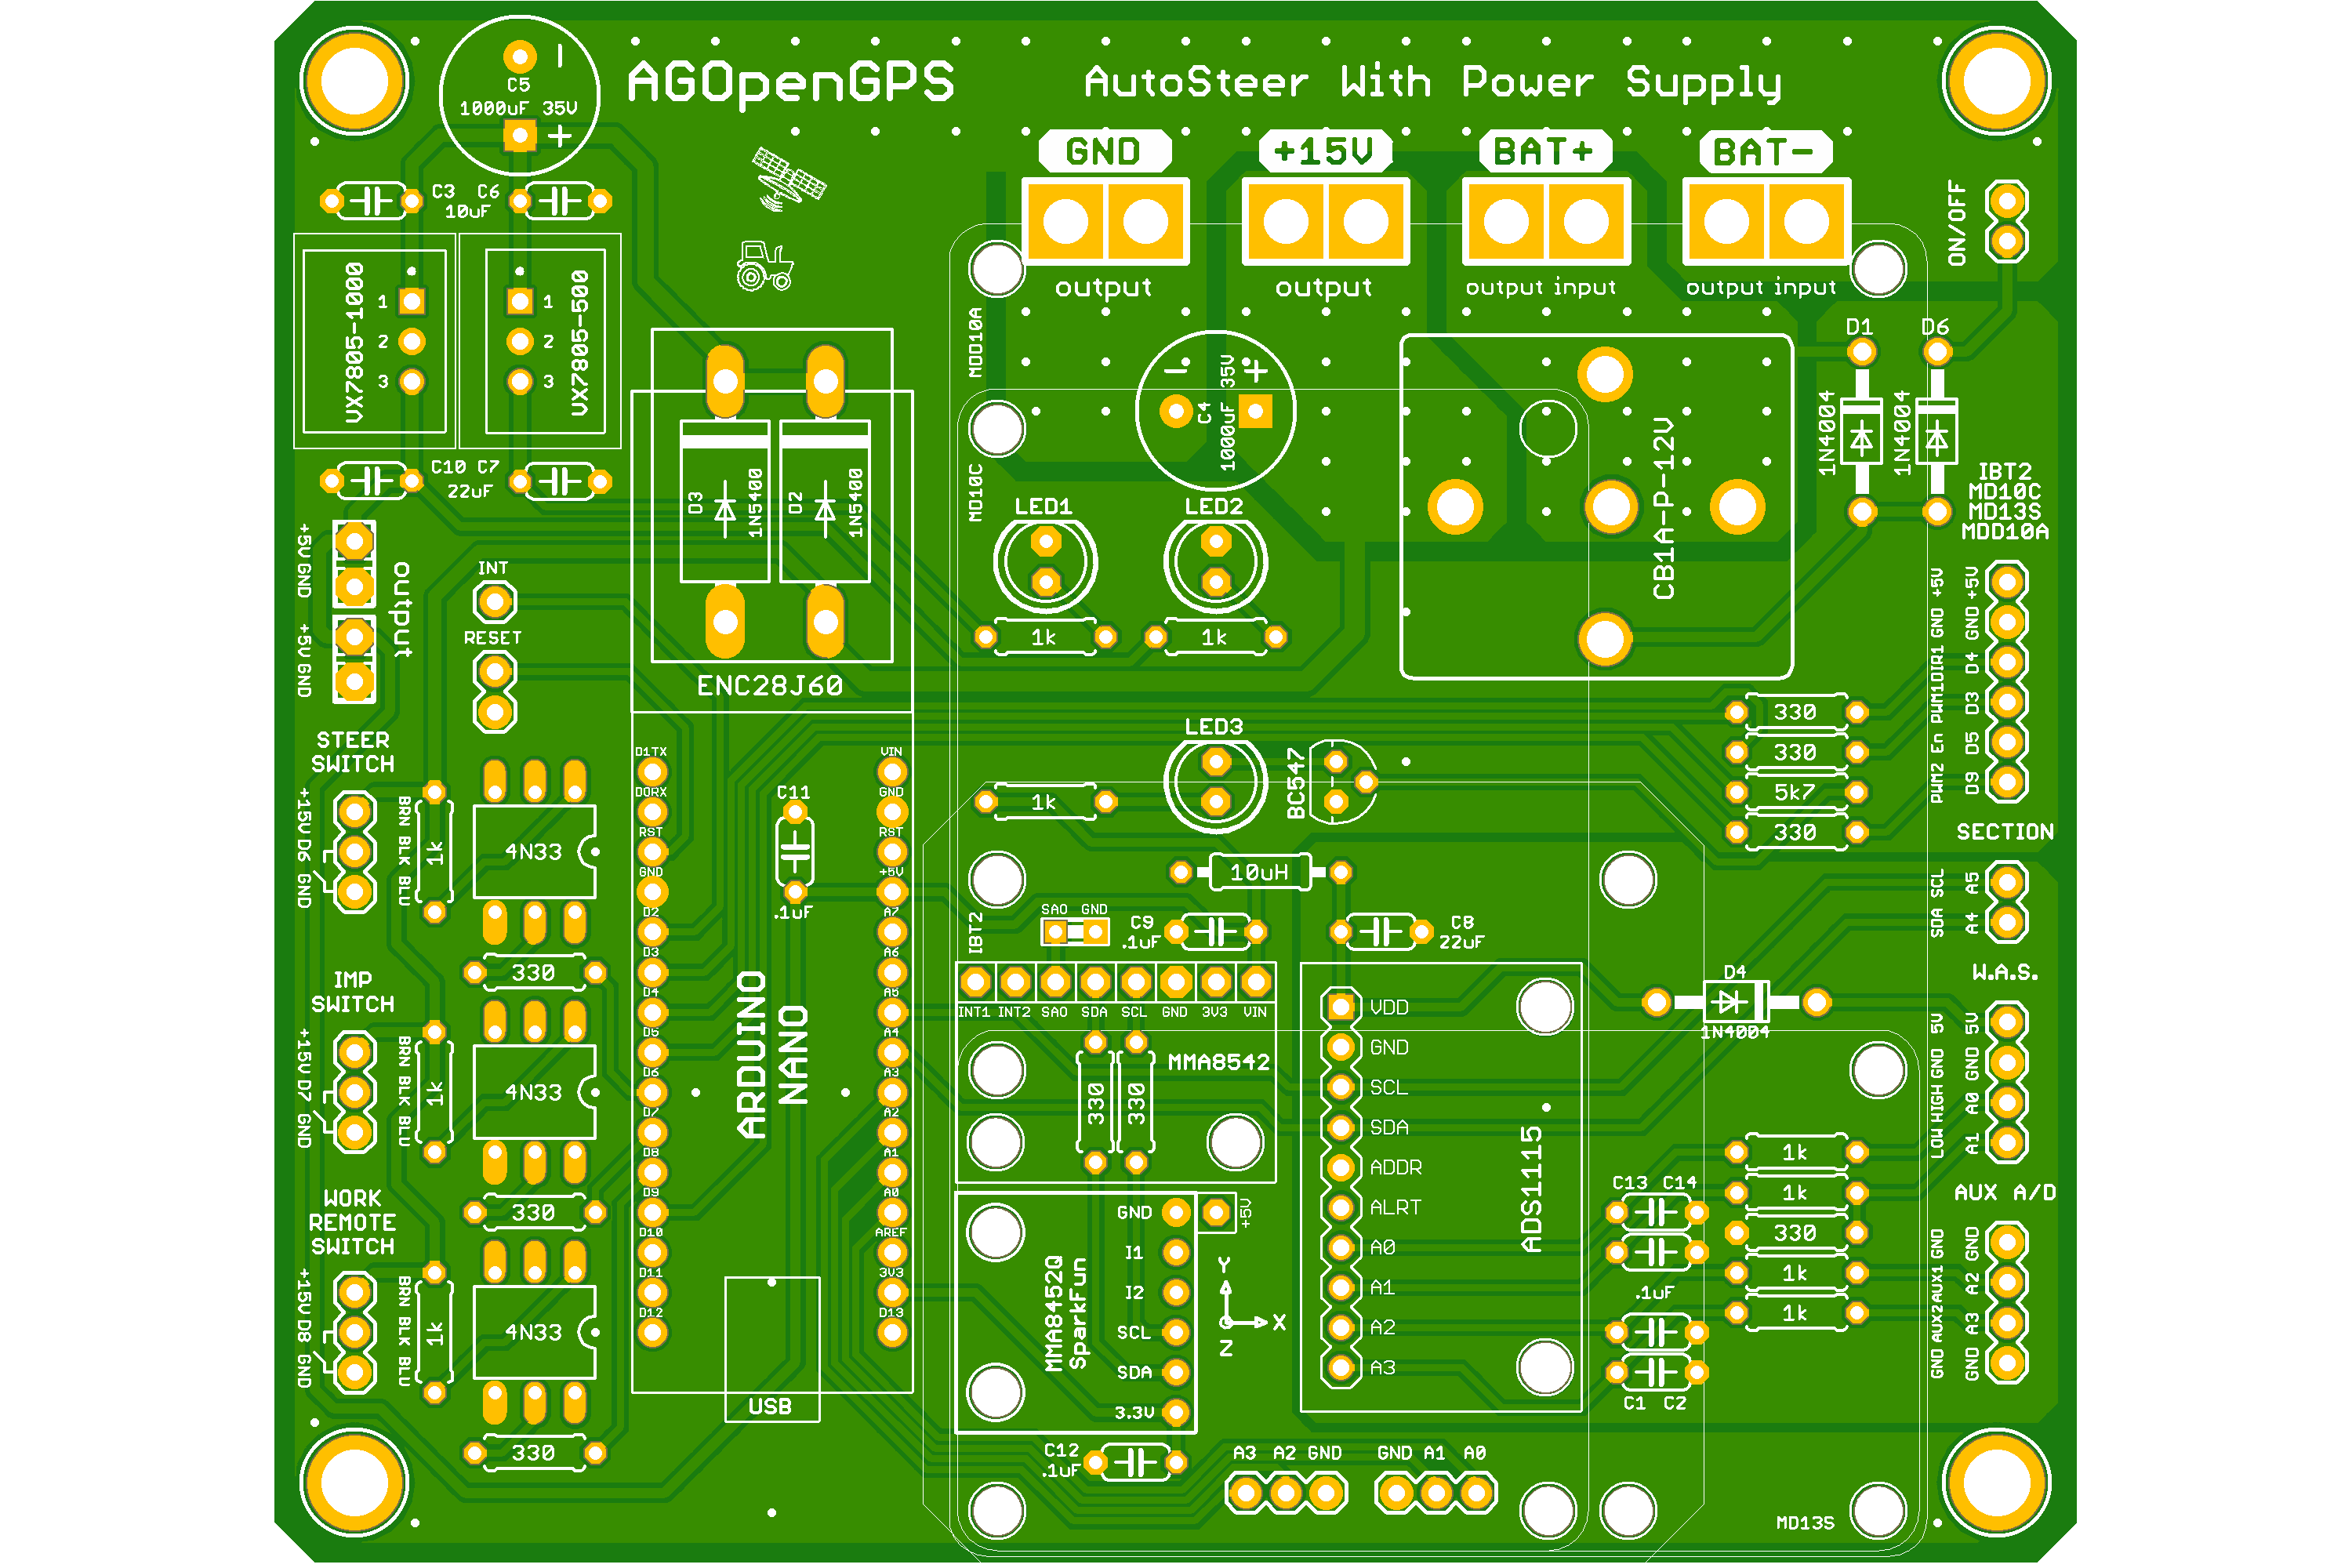 AGOpenGPS
AutoSteer With Power Supply
C5
1000uF 35V
GND
+15V
BAT+
BAT-
output
output
output input
output input
ON/OFF
C3 C6
10uF
VX7805-1000
1
2
3
VX7805-500
1
2
3
C10 C7
22uF
MDD10A
MD10C
C4
1000uF 35V
CB1A-P-12V
D1
D6
1N4004
1N4004
IBT2
MD10C
MD13S
MDD10A
D3
1N5400
D2
1N5400
LED1
LED2
1k
1k
+5V GND
+5V GND
output
INT
RESET
ENC28J60
+5V
GND
DIR1
PWM1
En
PWM2
+5V
GND
D4
D3
D5
D9
330
330
5k7
330
SECTION
SDA SCL
A4 A5
STEER
SWITCH
+15V D6 GND
BRN BLK BLU
1k
4N33
330
IMP
SWITCH
+15V D7 GND
BRN BLK BLU
1k
4N33
330
WORK
REMOTE
SWITCH
+15V D8 GND
BRN BLK BLU
1k
4N33
330
D1TX
D0RX
RST
GND
D2
D3
D4
D5
D6
D7
D8
D9
D10
D11
D12
VIN
GND
RST
+5V
A7
A6
A5
A4
A3
A2
A1
A0
AREF
3V3
D13
C11
.1uF
ARDUINO
NANO
USB
LED3
1k
BC547
10uH
IBT2
SAO GND
C9
.1uF
C8
22uF
INT1 INT2 SAO SDA SCL GND 3V3 VIN
MMA8542
330
330
GND
I1
I2
SCL
SDA
3.3V
+5V
MMA8452Q
SparkFun
Y
X
Z
C12
.1uF
VDD
GND
SCL
SDA
ADDR
ALRT
A0
A1
A2
A3
ADS1115
D4
1N4004
W.A.S.
LOW HIGH GND 5V
A1 A0 GND 5V
1k
1k
330
1k
1k
C13 C14
.1uF
C1 C2
AUX A/D
GND AUX2 AUX1 GND
GND A3 A2 GND
A3 A2 GND
GND A1 A0
MD13S